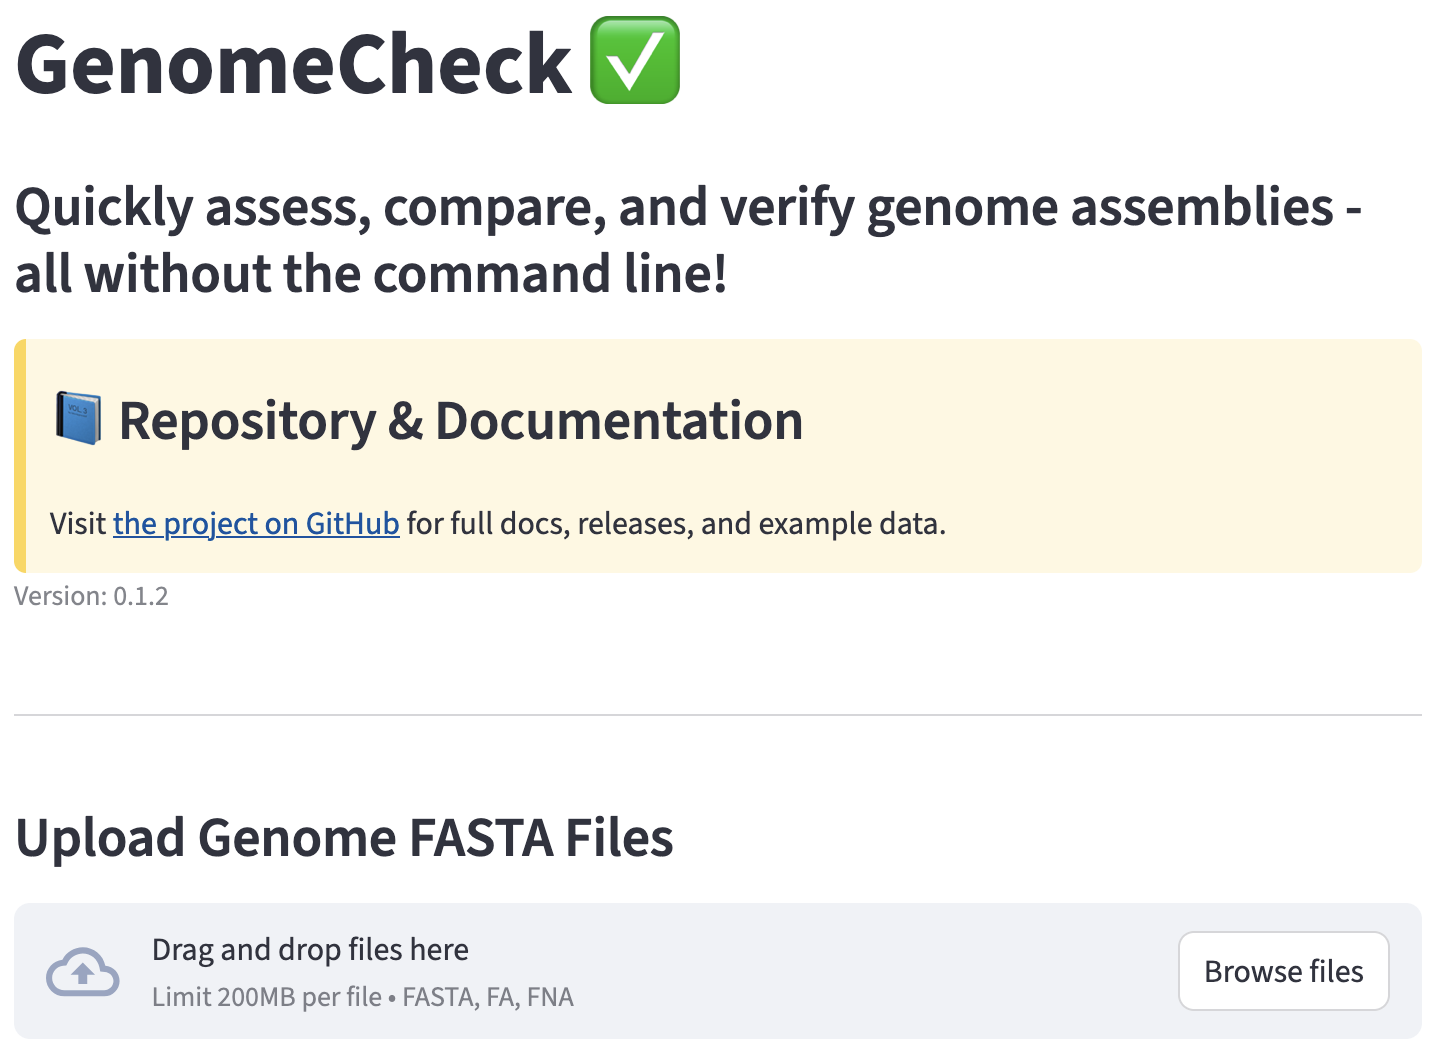 GenomeCheck ✅
Quickly assess, compare, and verify genome assemblies -
all without the command line!
Repository & Documentation
Visit the project on GitHub for full docs, releases, and example data.
Version: 0.1.2
Upload Genome FASTA Files
Drag and drop files here
Limit 200MB per file • FASTA, FA, FNA
Browse files